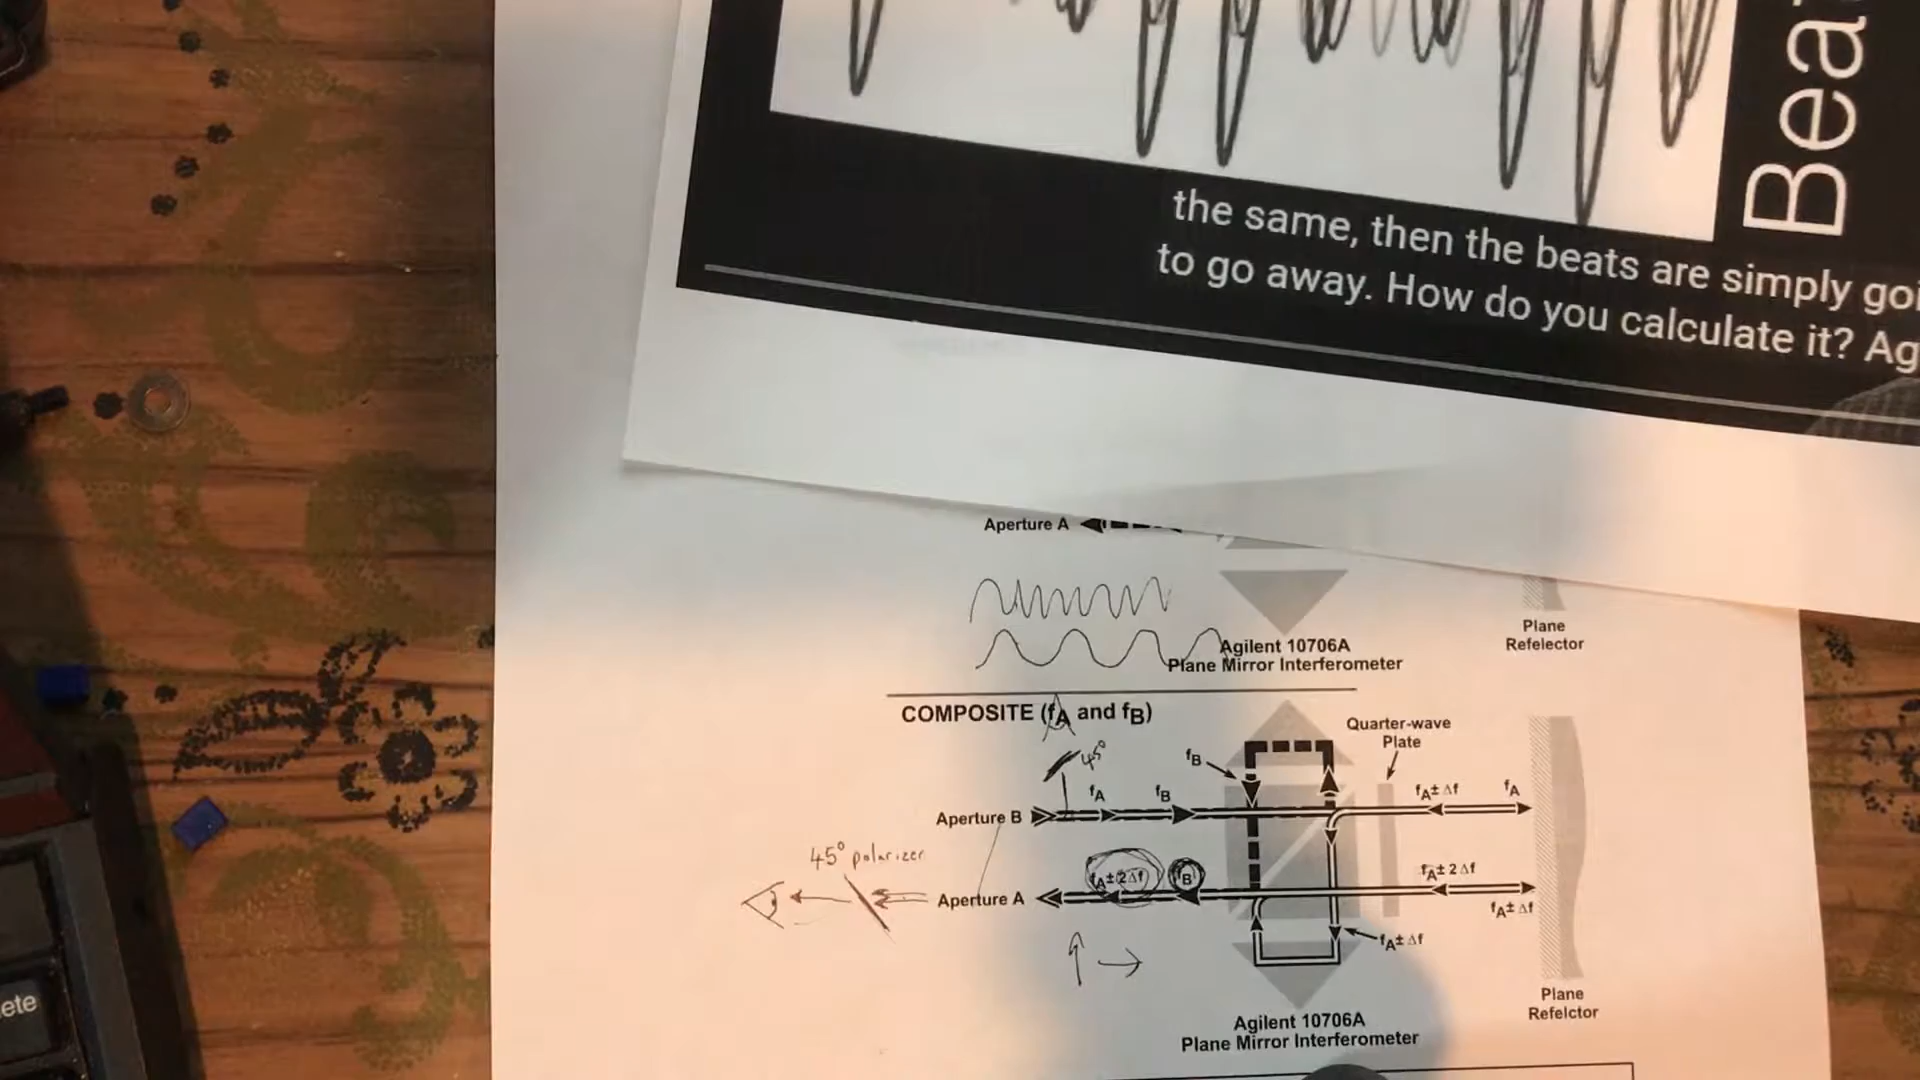 Bea
the same, then the beats are simply goi
to go away. How do you calculate it? Ag
Aperture A
Plane
Refelector
Agilent 10706A
Plane Mirror Interferometer
COMPOSITE (fA and fB)
Quarter-wave
Plate
45°
fB
fA
fB
fA± Δf
fA
Aperture B
45° polarizer
fA±2Δf
fB
fA± 2 Δf
Aperture A
fA± Δf
fA± Δf
Plane
Refelctor
Agilent 10706A
Plane Mirror Interferometer
ete